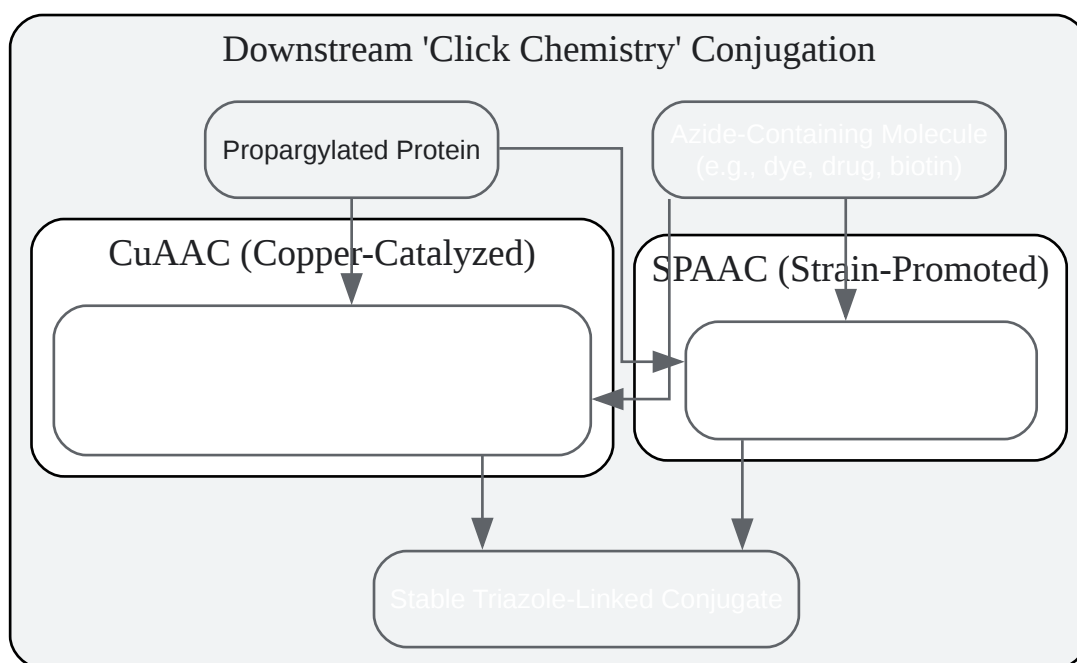 Downstream 'Click Chemistry' Conjugation
Propargylated Protein
Azide-Containing Molecule
(e.g., dye, drug, biotin)
CuAAC (Copper-Catalyzed)
SPAAC (Strain-Promoted)
Stable Triazole-Linked Conjugate